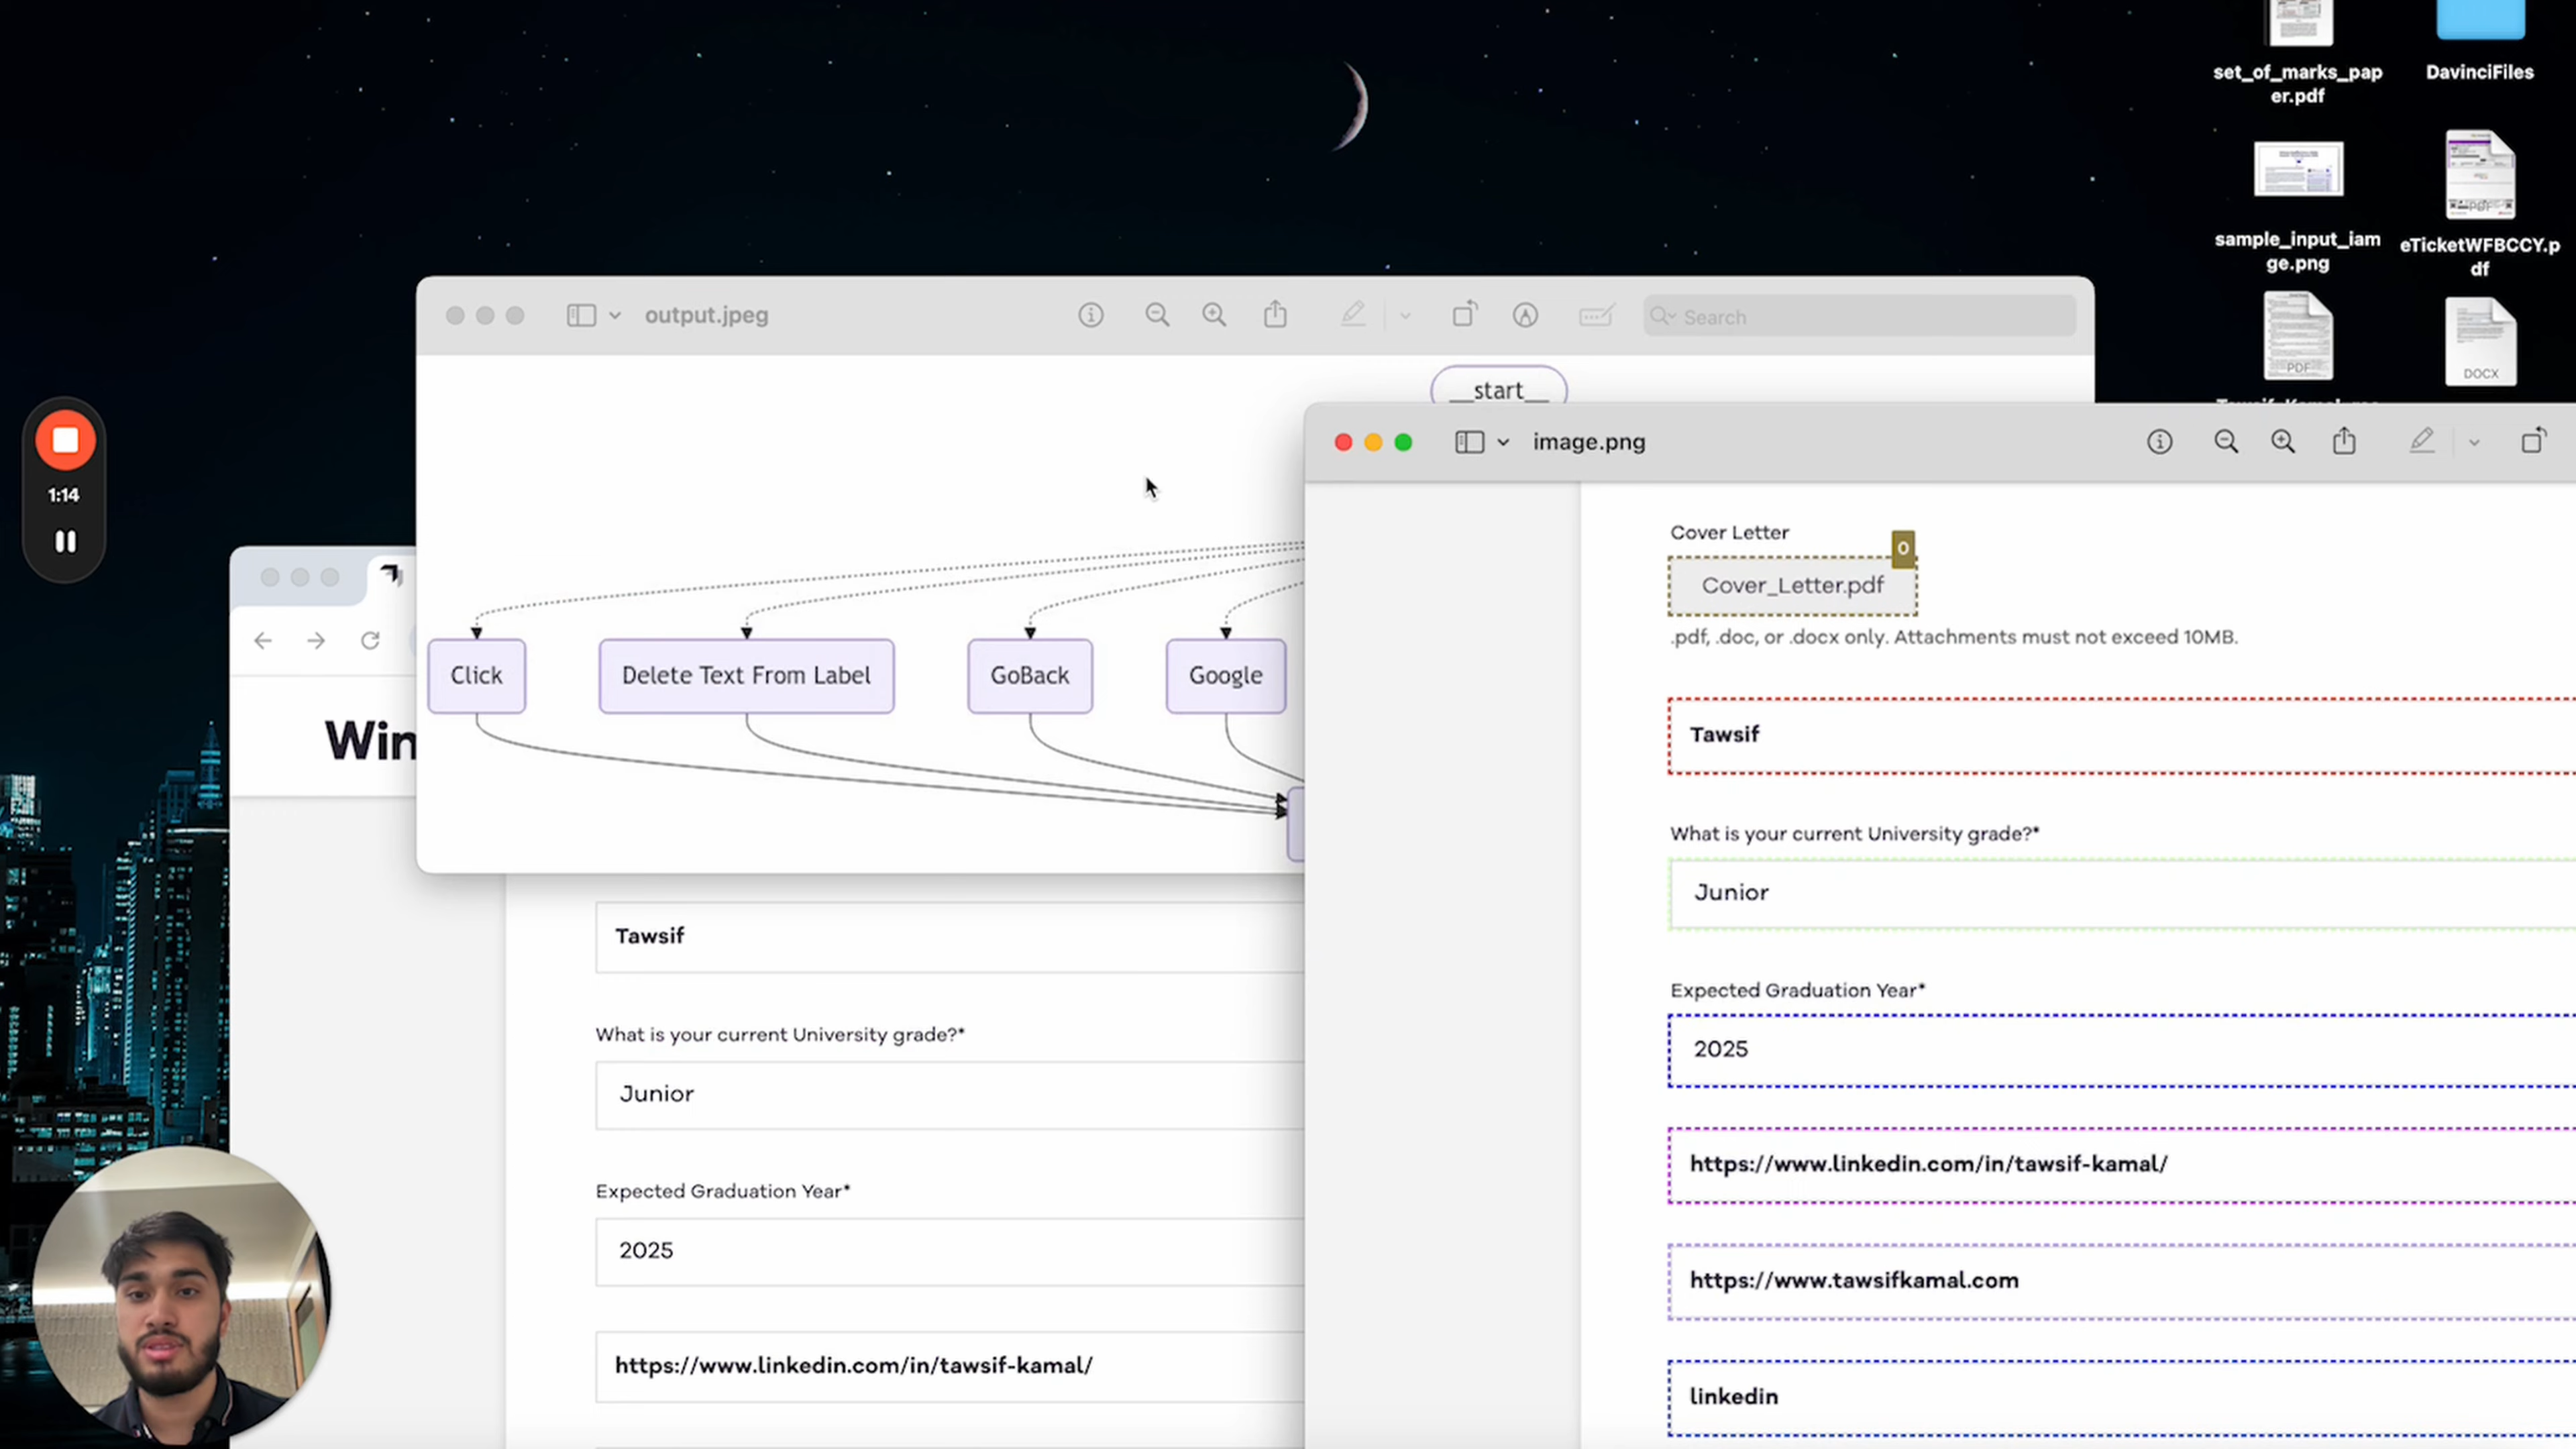 set_of_marks_pap
er.pdf
DavinciFiles
sample_input_iam
ge.png
PDF
eTicketWFBCCY.p
df
PDF
DOCX
output.jpeg
Search
__start__
image.png
1:14
Click
Delete Text From Label
GoBack
Google
Win
Tawsif
What is your current University grade?*
Junior
Expected Graduation Year*
2025
https://www.linkedin.com/in/tawsif-kamal/
Cover Letter
0
Cover_Letter.pdf
.pdf, .doc, or .docx only. Attachments must not exceed 10MB.
Tawsif
What is your current University grade?*
Junior
Expected Graduation Year*
2025
https://www.linkedin.com/in/tawsif-kamal/
https://www.tawsifkamal.com
linkedin